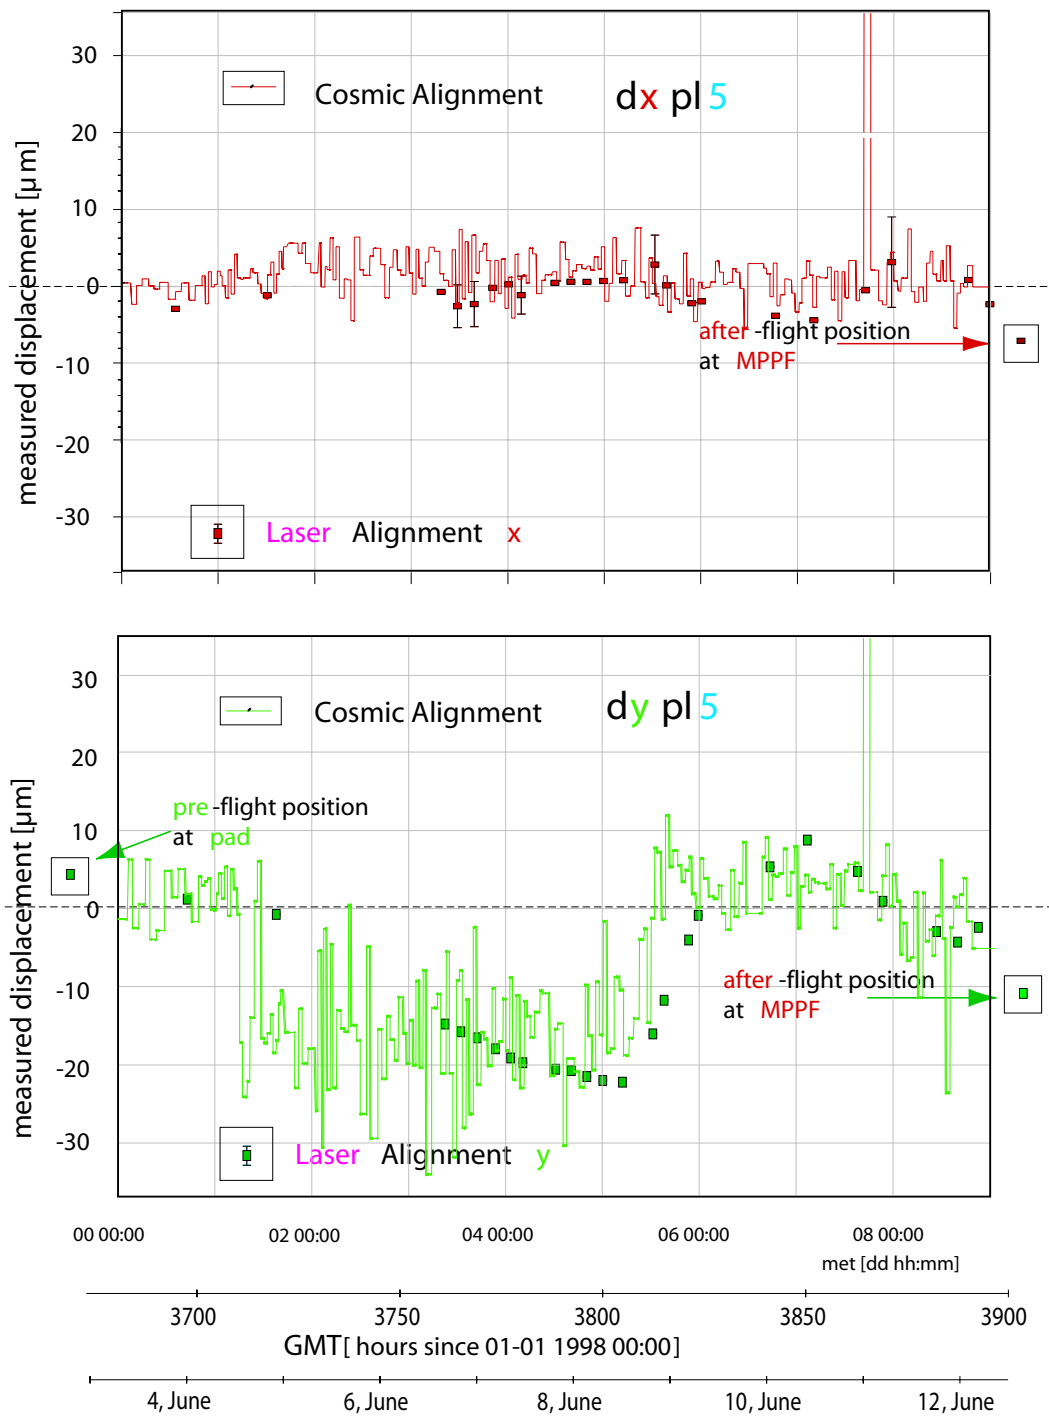 30
Cosmic Alignment
dx pl 5
20
10
0
measured displacement [µm]
after -flight position
at MPPF
-10
-20
-30
Laser Alignment x
30
Cosmic Alignment
dy pl 5
20
pre -flight position
at pad
10
0
measured displacement [µm]
after -flight position
at MPPF
-10
-20
-30
Laser Alignment y
00 00:00 02 00:00 04 00:00 06 00:00 08 00:00
met [dd hh:mm]
3700 3750 3800 3850 3900
GMT[ hours since 01-01 1998 00:00]
4, June 6, June 8, June 10, June 12, June